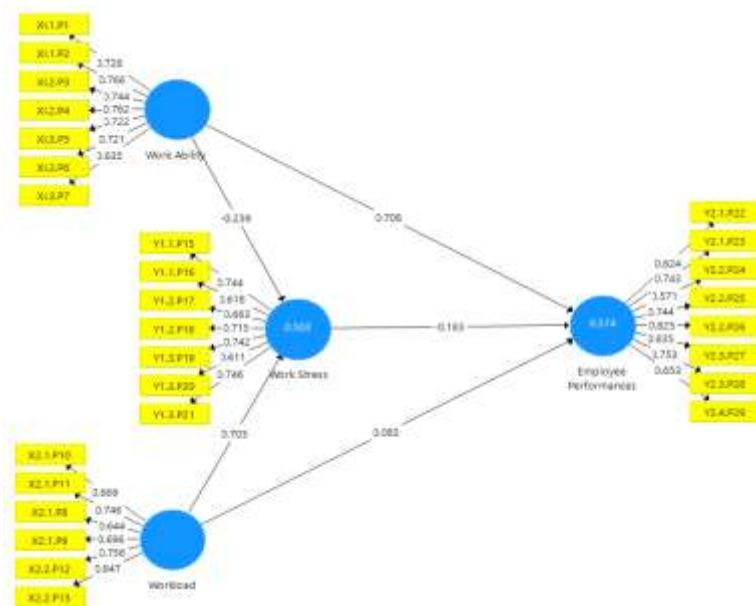 X1.1.P1
X1.1.P2
X1.2.P3
X1.2.P4
X1.3.P5
X1.3.P6
X1.3.P7
0.766
0.744
0.762
0.721
Work Ability
-0.236
0.706
Y1.1.P15
Y1.1.P16
Y1.2.P17
Y1.2.P18
Y1.3.P19
Y1.3.P20
Y1.3.P21
0.744
0.663
0.715
0.742
0.746
Work Stress
0.193
0.703
0.083
Y2.1.P22
Y2.1.P23
Y2.2.P24
Y2.2.P25
Y2.2.P26
Y2.3.P27
Y2.3.P28
Y2.4.P29
0.824
0.743
0.744
0.825
0.753
0.653
0.574
Employee
Performances
X2.1.P10
X2.1.P11
X2.1.P8
X2.1.P9
X2.2.P12
X2.2.P13
0.746
0.644
0.696
0.756
0.847
Workload